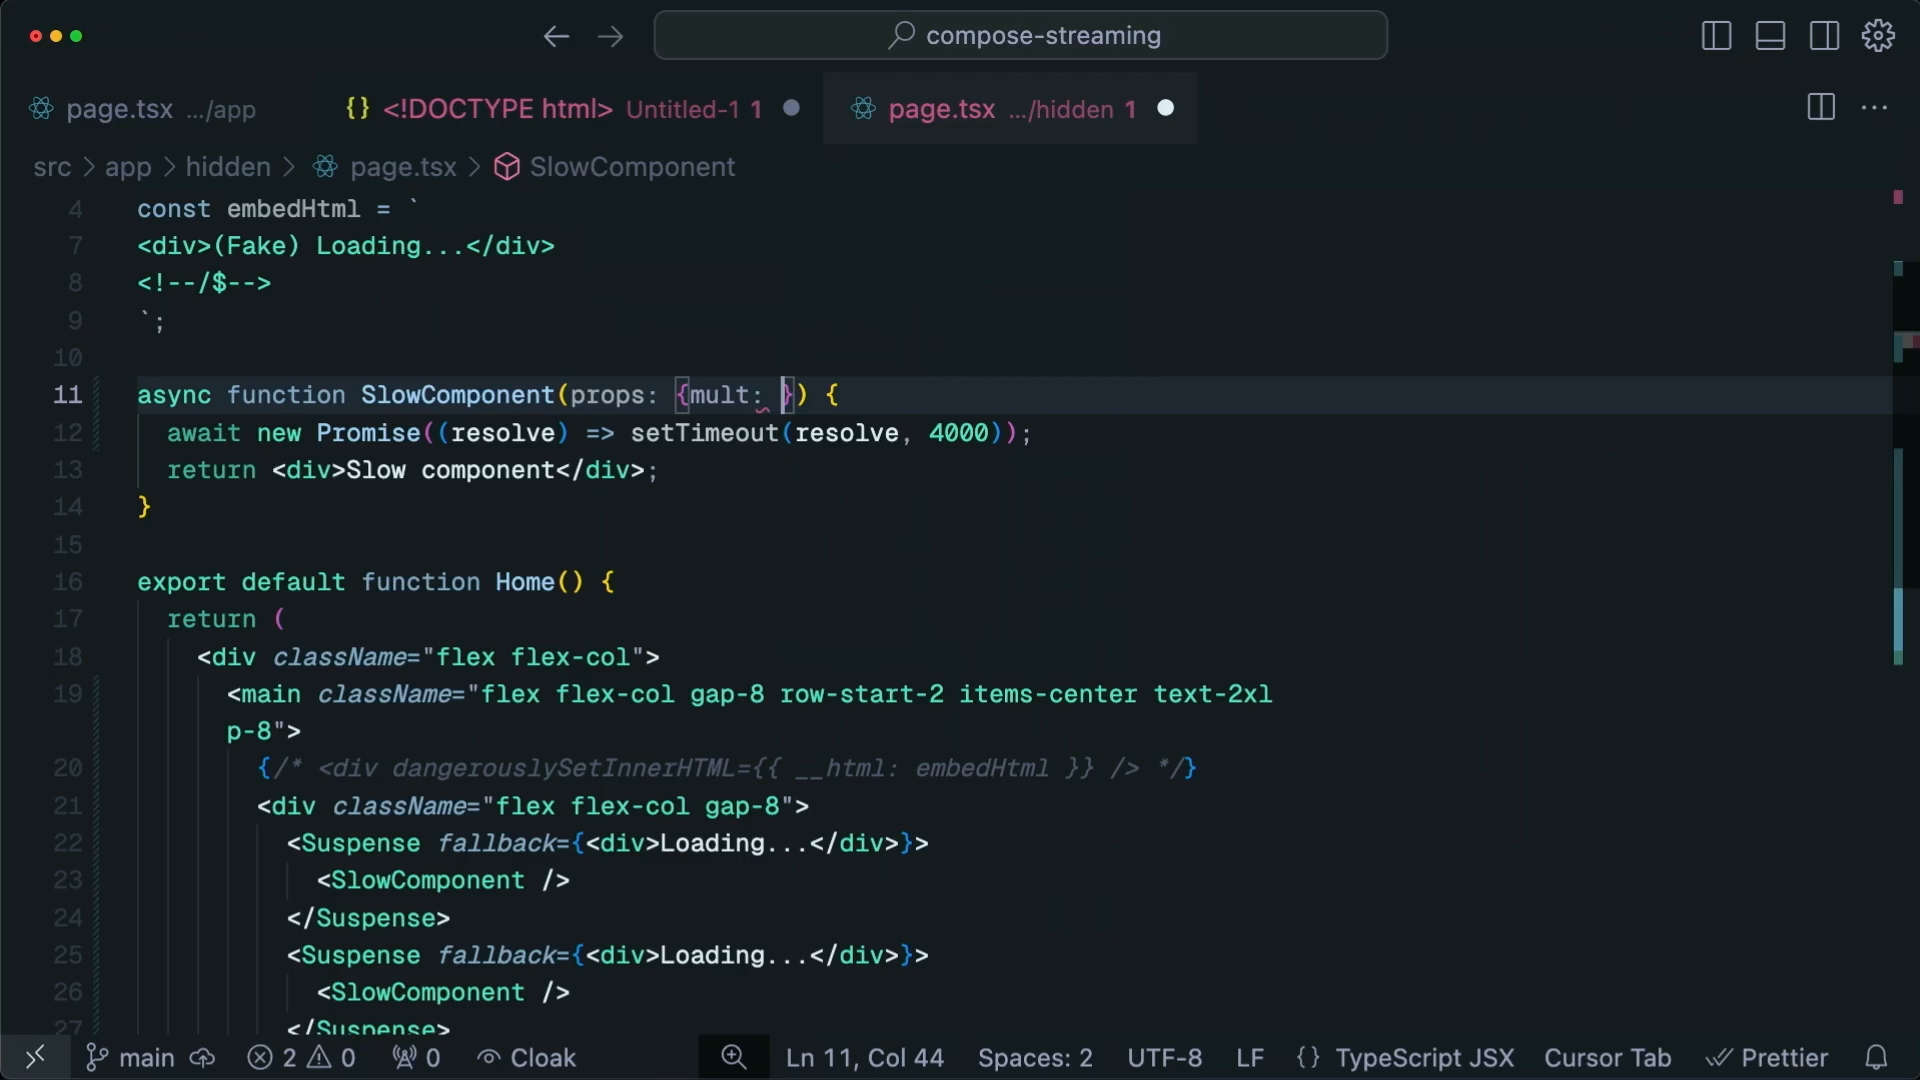 compose-streaming
page.tsx .../app
{} <!DOCTYPE html> Untitled-1 1
page.tsx .../hidden 1
src > app > hidden > page.tsx > SlowComponent
4 const embedHtml = `
7 <div>(Fake) Loading...</div>
8 <!--/$-->
9 `;
10
11 async function SlowComponent(props: {mult: }) {
12 await new Promise((resolve) => setTimeout(resolve, 4000));
13 return <div>Slow component</div>;
14 }
15
16 export default function Home() {
17 return (
18 <div className="flex flex-col">
19 <main className="flex flex-col gap-8 row-start-2 items-center text-2xl
p-8">
20 {/* <div dangerouslySetInnerHTML={{ __html: embedHtml }} /> */}
21 <div className="flex flex-col gap-8">
22 <Suspense fallback={<div>Loading...</div>}>
23 <SlowComponent />
24 </Suspense>
25 <Suspense fallback={<div>Loading...</div>}>
26 <SlowComponent />
27 </Suspense>
main 2 0 0 Cloak Ln 11, Col 44 Spaces: 2 UTF-8 LF {} TypeScript JSX Cursor Tab Prettier